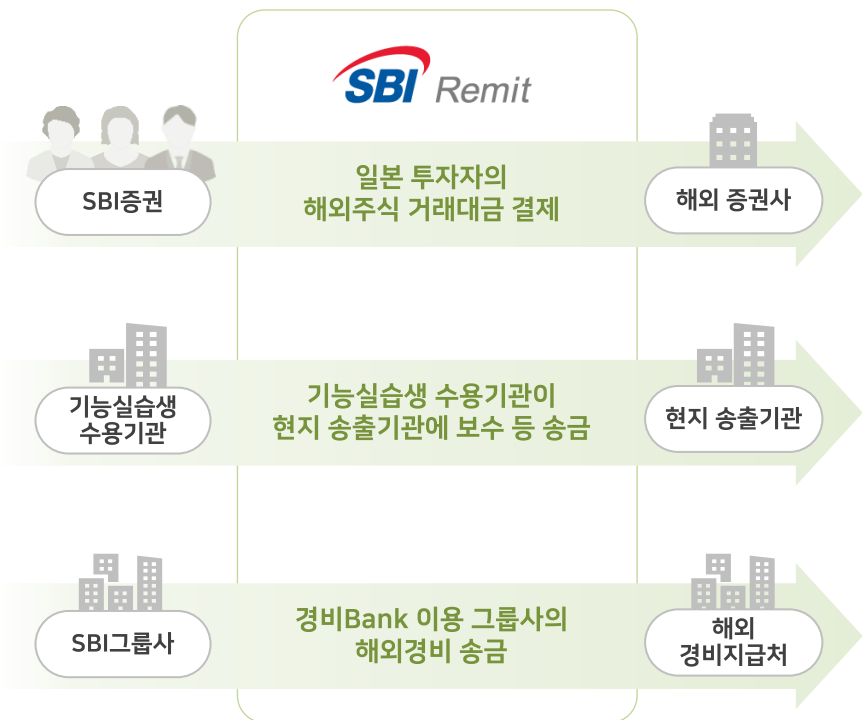 SBI Remit
SBI증권
일본 투자자의
해외주식 거래대금 결제
해외 증권사
기능실습생
수용기관
기능실습생 수용기관이
현지 송출기관에 보수 등 송금
현지 송출기관
SBI그룹사
경비Bank 이용 그룹사의
해외경비 송금
해외
경비지급처